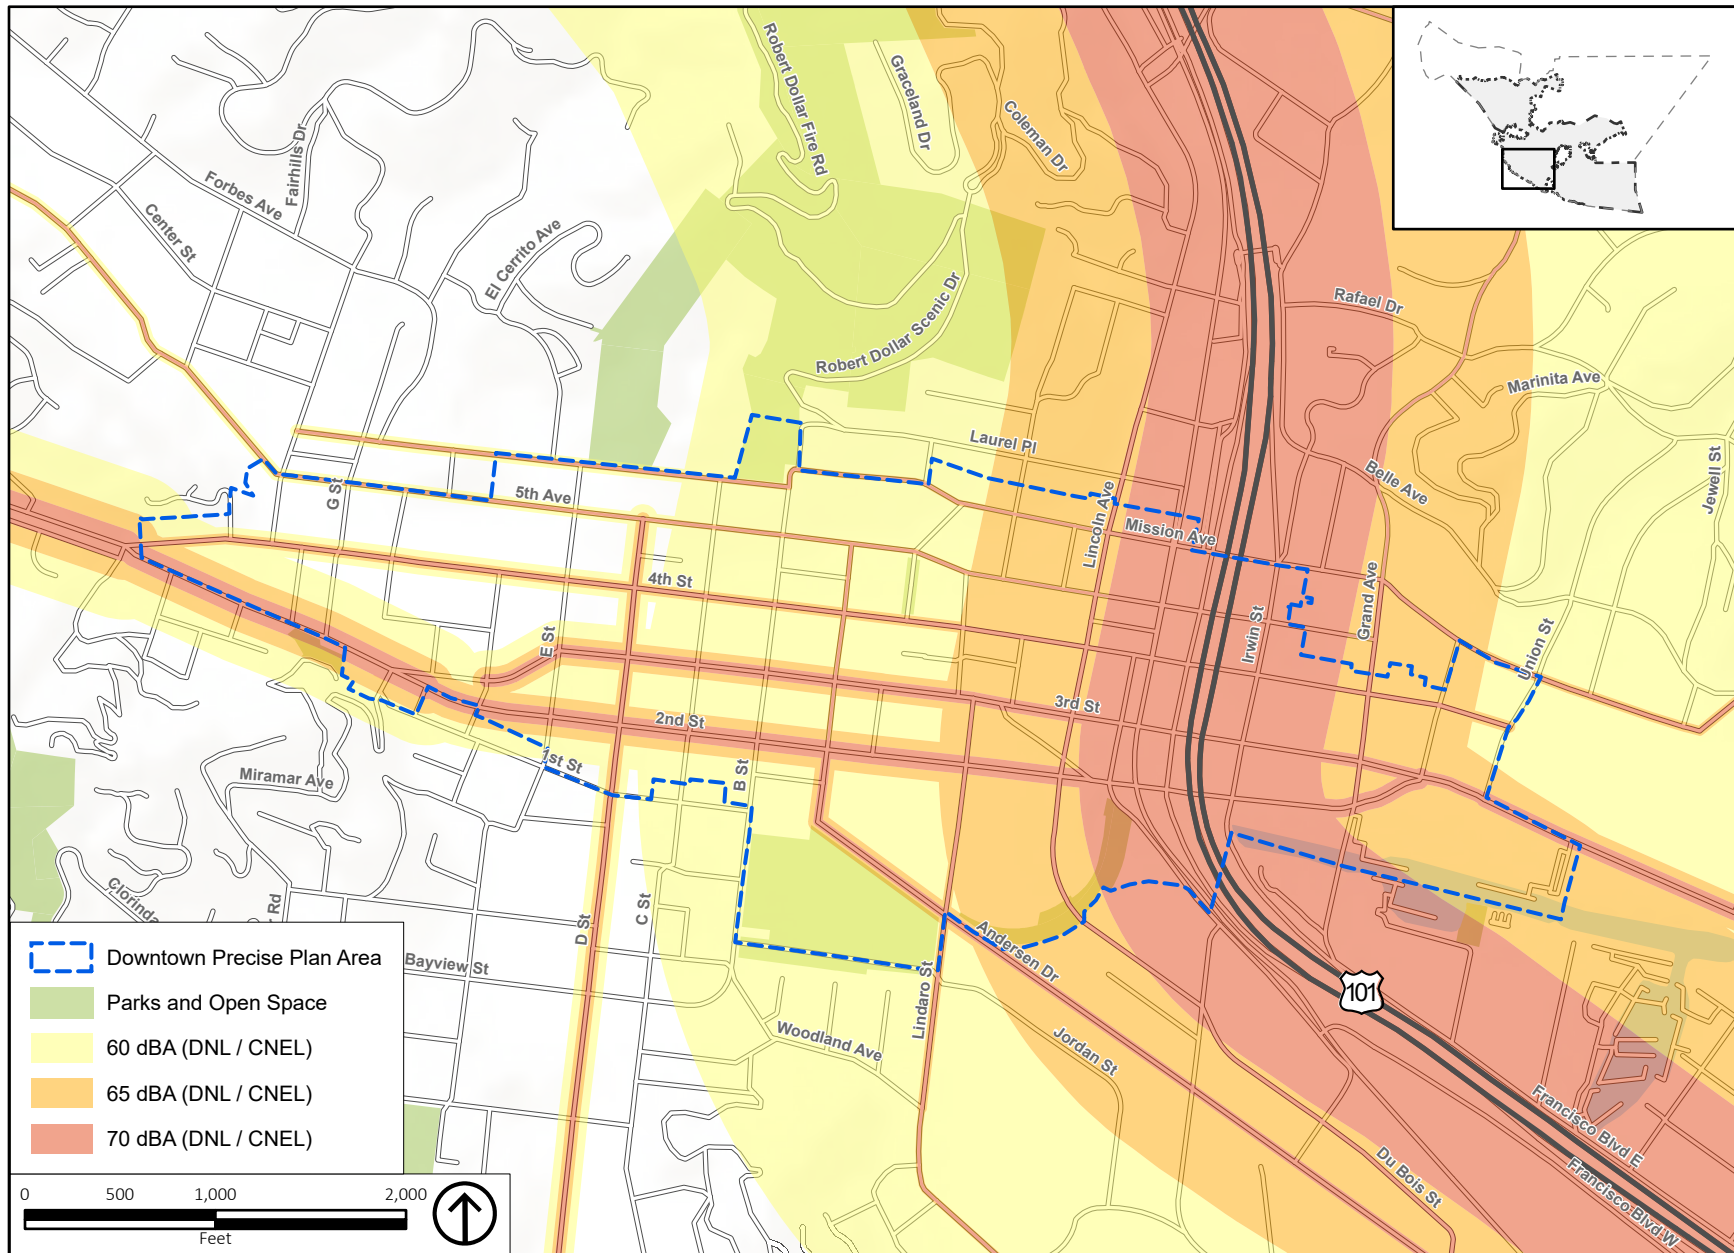 Robert Dollar Fire Rd
Graceland Dr
Coleman Dr
Fairhills Dr
Forbes Ave
Center St
El Cerrito Ave
Robert Dollar Scenic Dr
Rafael Dr
Marinita Ave
Laurel Pl
Belle Ave
Jewell St
G St
5th Ave
Lincoln Ave
Mission Ave
4th St
Grand Ave
Irwin St
Union St
E St
3rd St
2nd St
1st St
B St
Miramar Ave
Clorinda
Rd
C St
D St
Bayview St
Lindaro St
Andersen Dr
Woodland Ave
Jordan St
Du Bois St
101
Francisco Blvd E
Francisco Blvd W
E
Downtown Precise Plan Area
Parks and Open Space
60 dBA (DNL / CNEL)
65 dBA (DNL / CNEL)
70 dBA (DNL / CNEL)
0 500 1,000 2,000
Feet